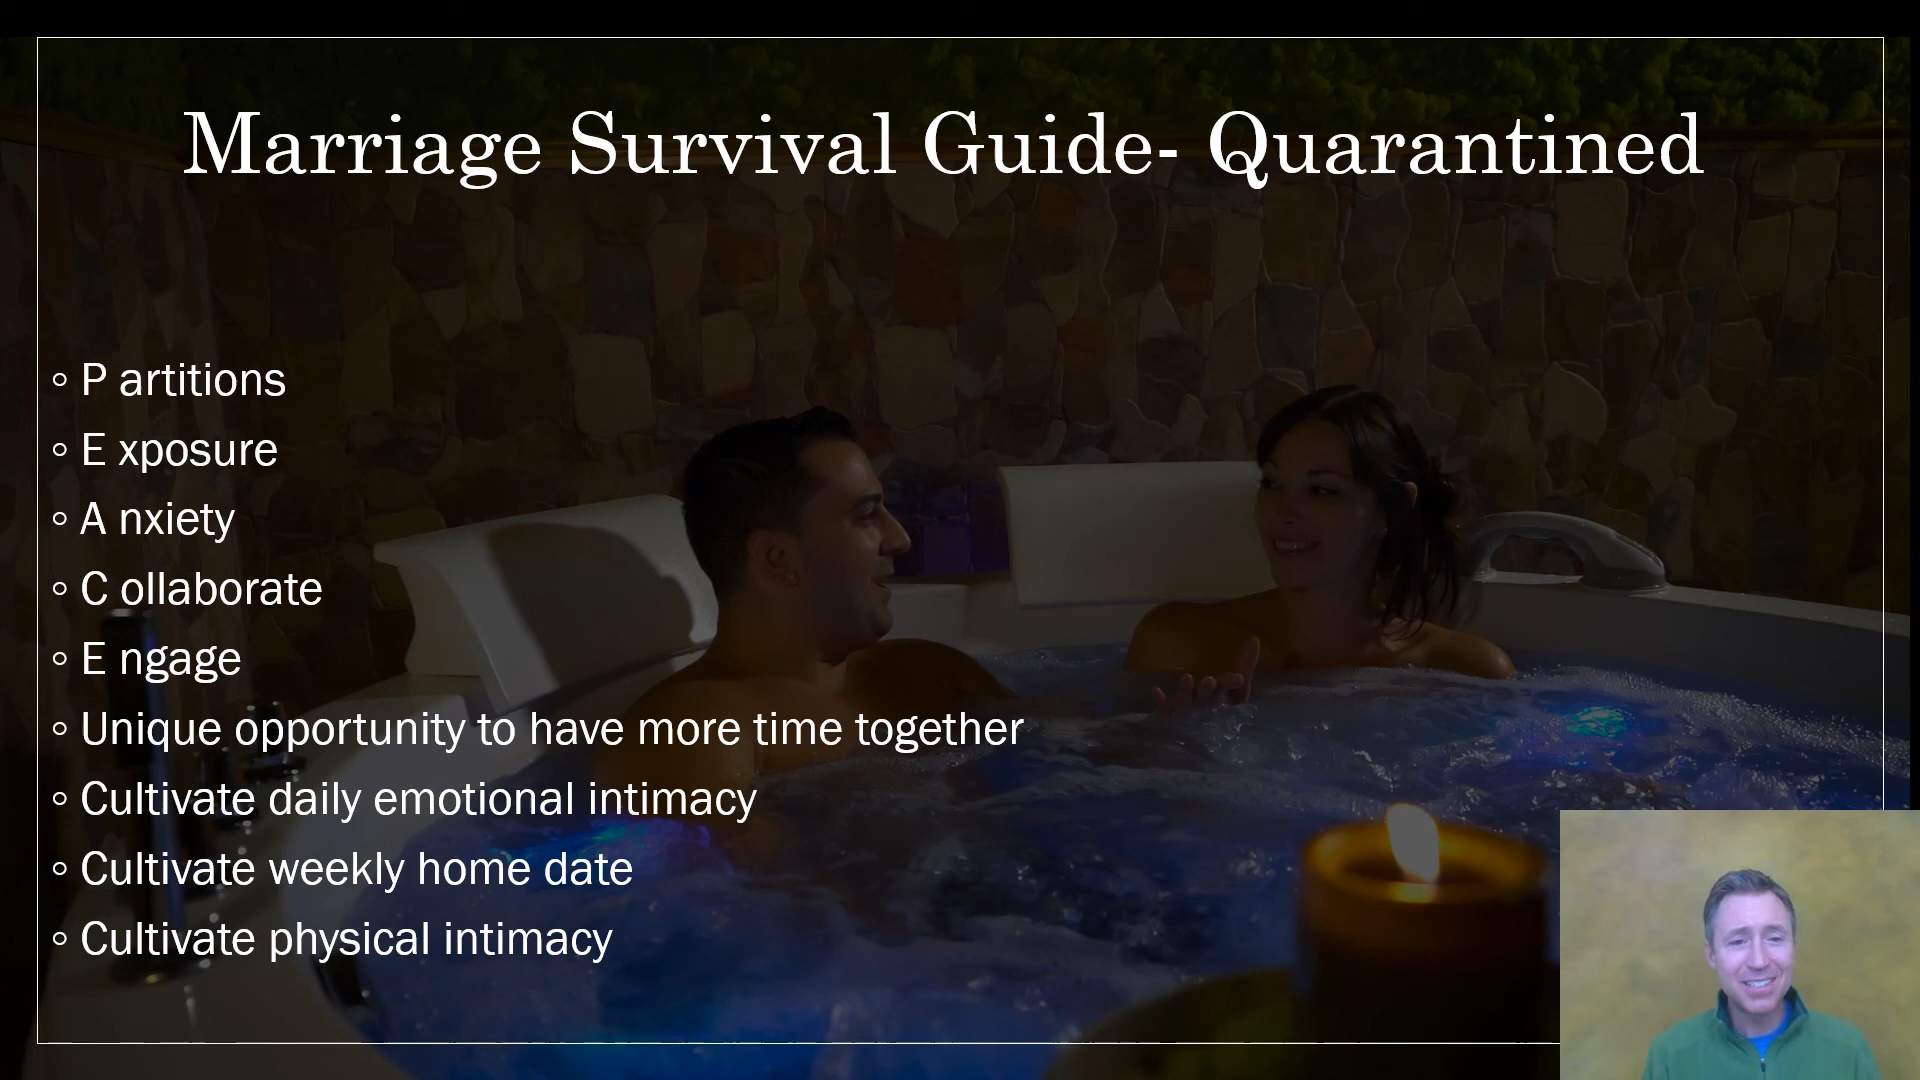 Marriage Survival Guide- Quarantined
◦ P artitions
◦ E xposure
◦ A nxiety
◦ C ollaborate
◦ E ngage
◦ Unique opportunity to have more time together
◦ Cultivate daily emotional intimacy
◦ Cultivate weekly home date
◦ Cultivate physical intimacy